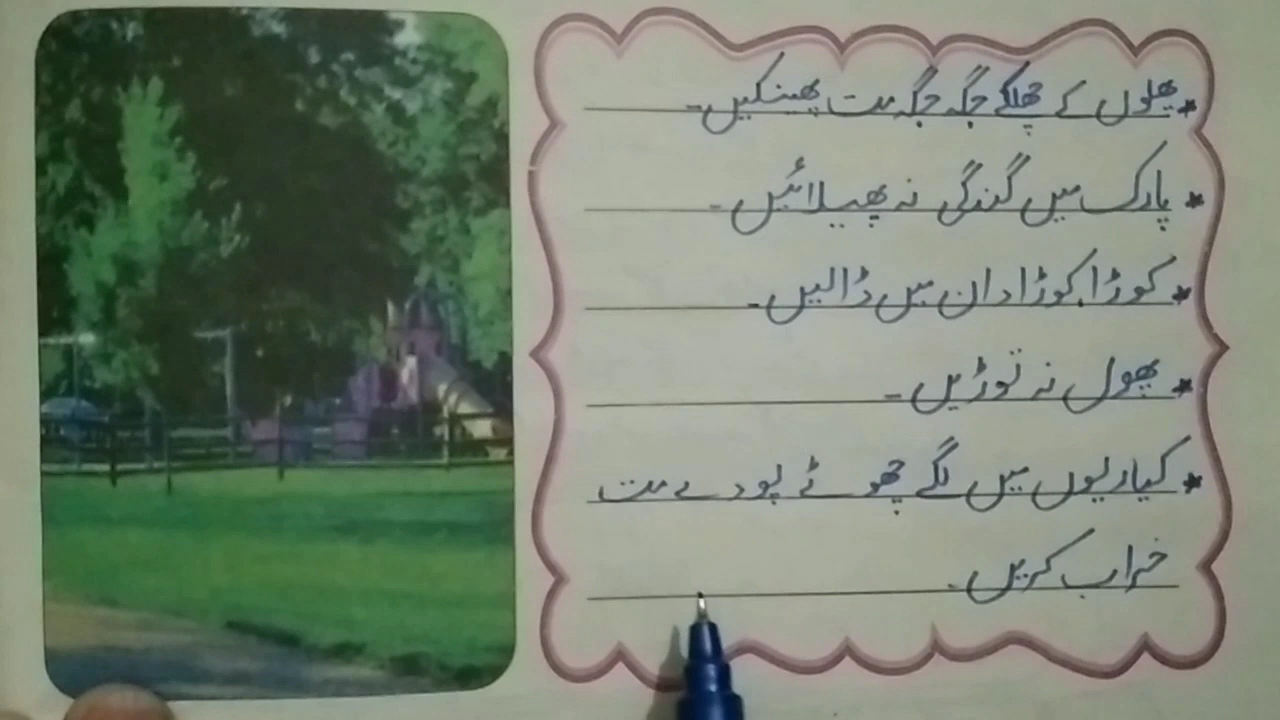 * پھلوں کے چھلکے جگہ جگہ مت پھینکیں۔
* پارک میں گندگی نہ پھیلائیں۔
* کوڑا کوڑا دان میں ڈالیں۔
* پھول نہ توڑیں۔
* کیاریوں میں لگے چھوٹے پودے مت
خراب کریں۔